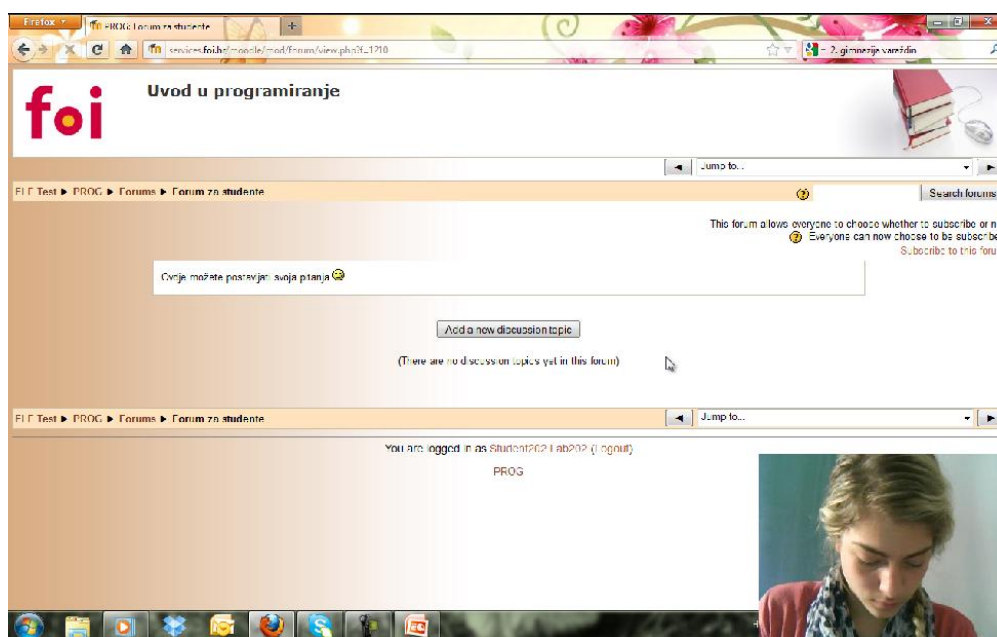 Firefox
PROG: Forum za studente
services.foi.hr/moodle/mod/forum/view.php?f=1210
2. gimnazija varaždin
foi
Uvod u programiranje
Jump to...
ELF Test ► PROG ► Forums ► Forum za studente
Search forums
This forum allows everyone to choose whether to subscribe or n
Everyone can now choose to be subscribe
Subscribe to this foru
Ovdje možete postavljati svoja pitanja
Add a new discussion topic
(There are no discussion topics yet in this forum)
ELF Test ► PROG ► Forums ► Forum za studente
Jump to...
You are logged in as Student202 Lab202 (Logout)
PROG